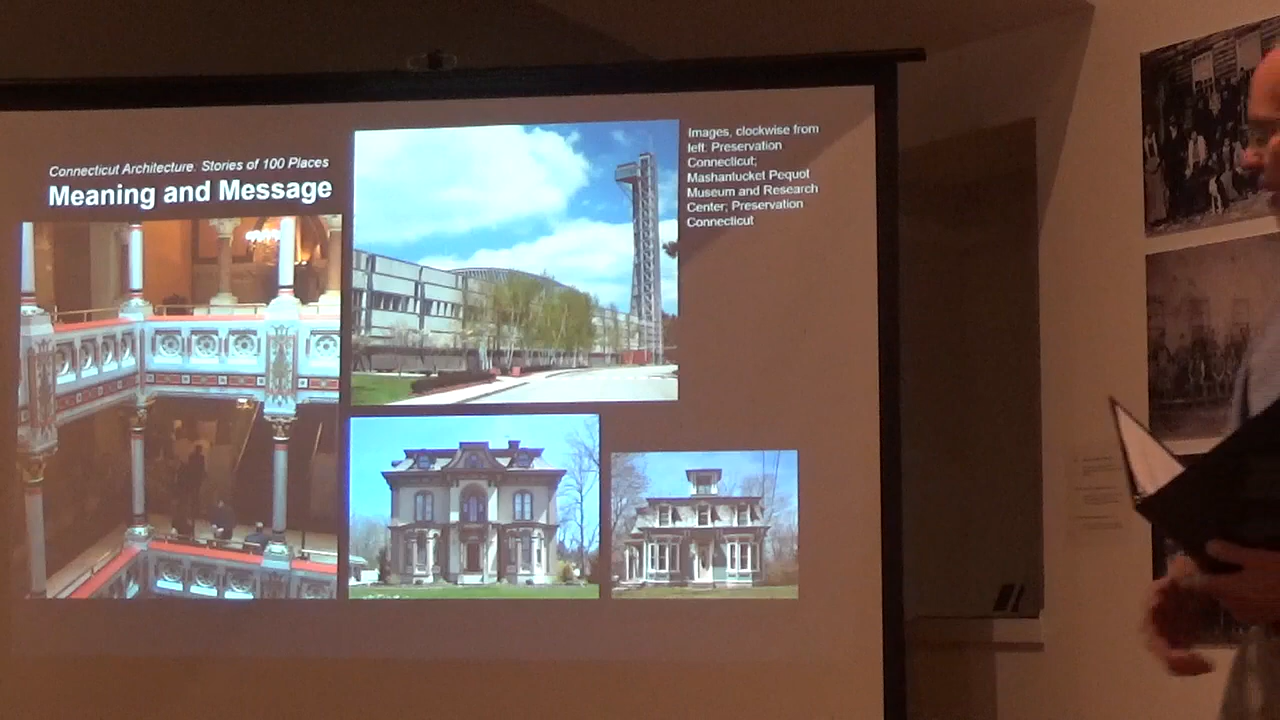 Connecticut Architecture: Stories of 100 Places
Meaning and Message
Images, clockwise from
left: Preservation
Connecticut;
Mashantucket Pequot
Museum and Research
Center; Preservation
Connecticut